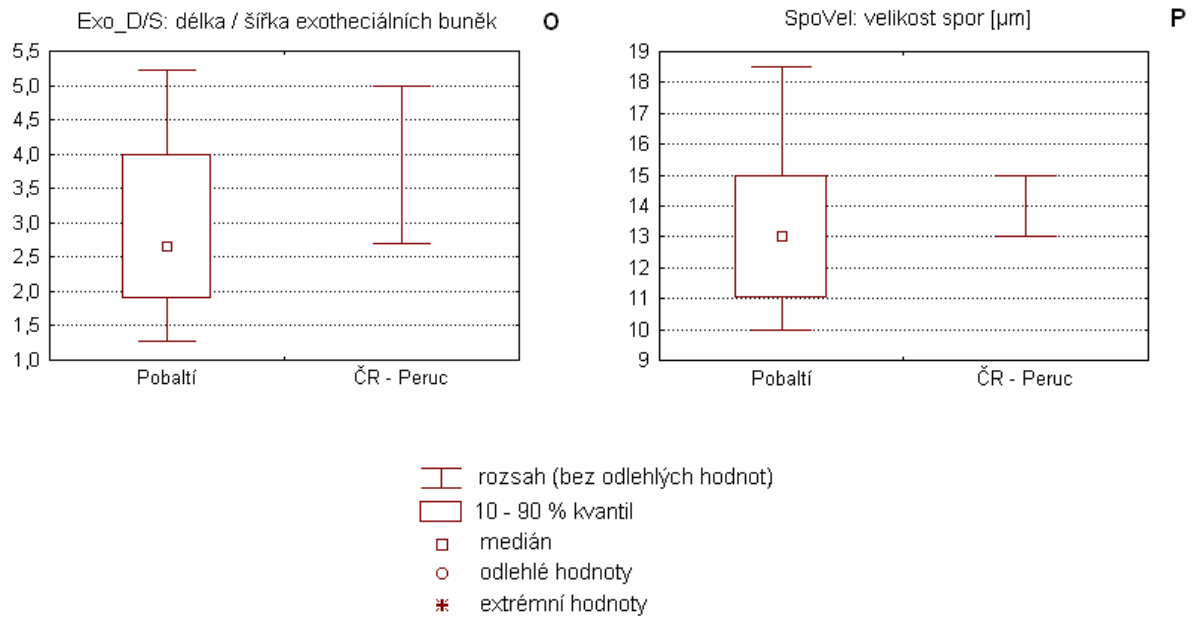 Exo_D/S: délka / šířka exotheciálních buněk
O
5,5
5,0
4,5
4,0
3,5
3,0
2,5
2,0
1,5
1,0
Pobaltí
ČR - Peruc
SpoVel: velikost spor [µm]
P
19
18
17
16
15
14
13
12
11
10
9
Pobaltí
ČR - Peruc
rozsah (bez odlehlých hodnot)
10 - 90 % kvantil
medián
odlehlé hodnoty
extrémní hodnoty